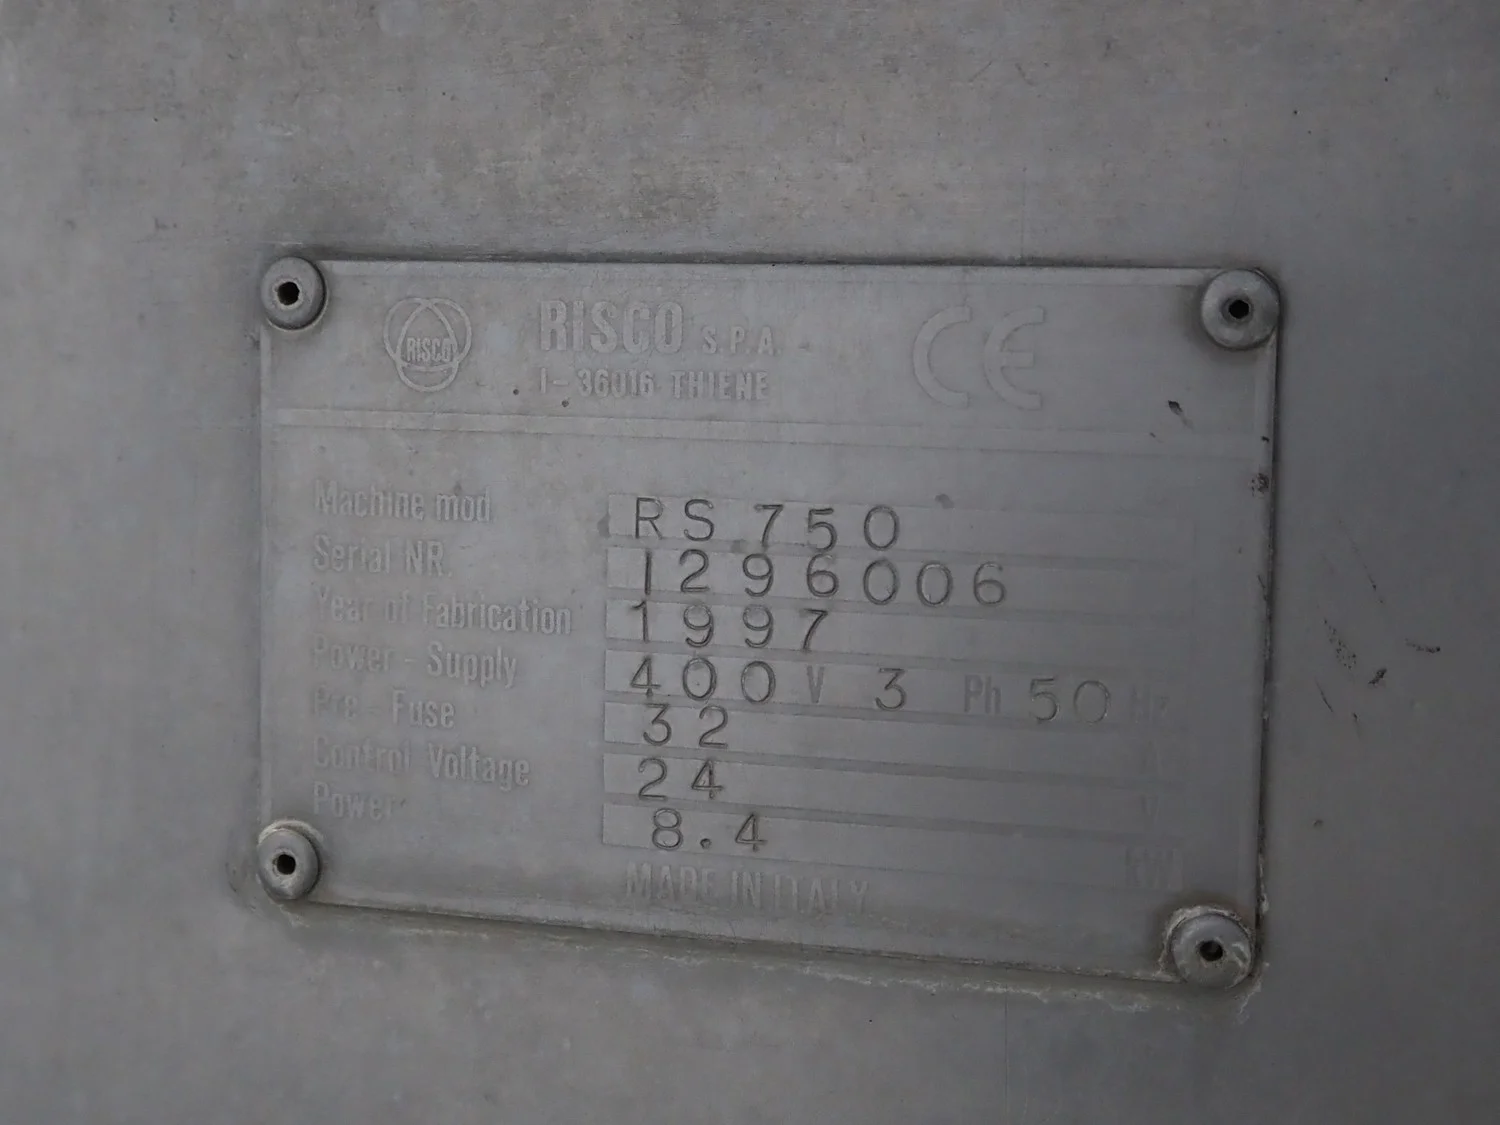 RISCO
RISCO S.P.A.
I-36016 THIENE
CE
Machine mod RS 750
Serial NR. 1296006
Year of Fabrication 1997
Power - Supply 400 V 3 Ph 50 Hz
Pre - Fuse 32
Control Voltage 24 V
Power 8.4 KW
MADE IN ITALY